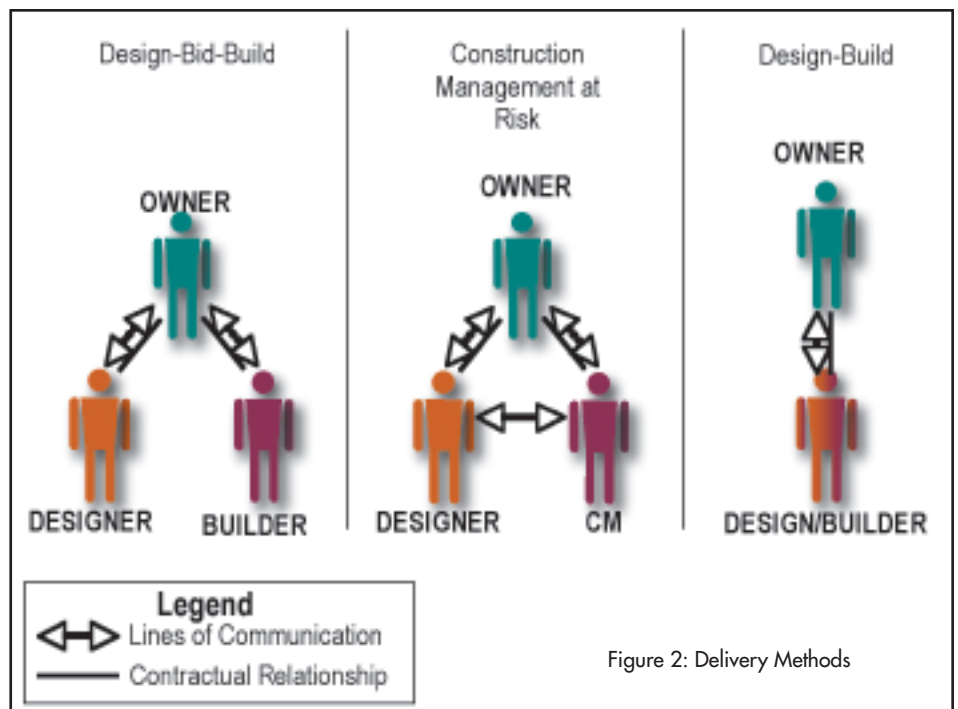 Design-Bid-Build
OWNER
DESIGNER
BUILDER
Construction
Management at
Risk
OWNER
DESIGNER
CM
Design-Build
OWNER
DESIGN/BUILDER
Legend
Lines of Communication
Contractual Relationship
Figure 2: Delivery Methods